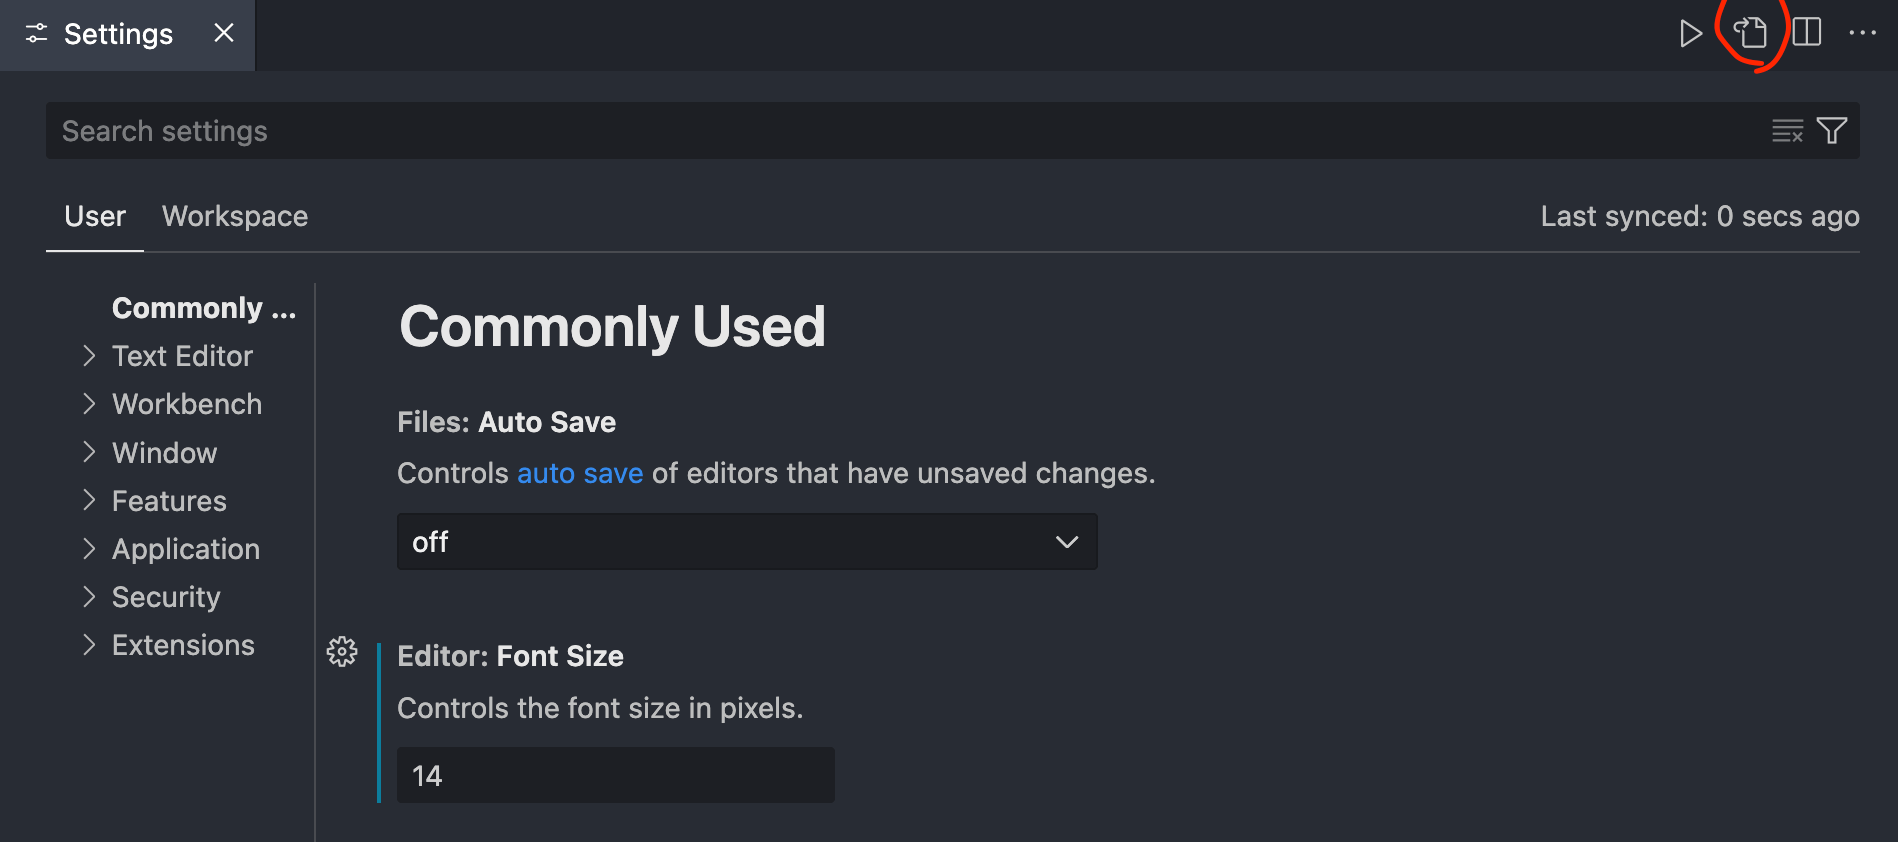 Settings
Search settings
User Workspace Last synced: 0 secs ago
Commonly ...
Text Editor
Workbench
Window
Features
Application
Security
Extensions
Commonly Used
Files: Auto Save
Controls auto save of editors that have unsaved changes.
off
Editor: Font Size
Controls the font size in pixels.
14